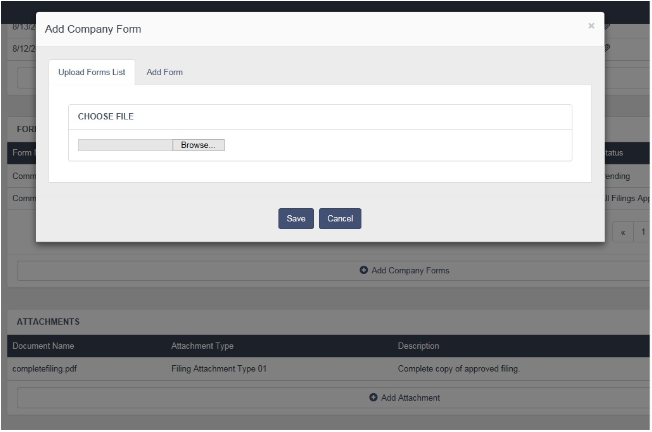 8/13/2
Add Company Form ×
8/12/2
Upload Forms List Add Form
CHOOSE FILE
Browse...
FOR
Form
tatus
Comm
ending
Comm
ll Filings App
Save Cancel
« 1
Add Company Forms
ATTACHMENTS
Document Name Attachment Type Description
completefiling.pdf Filing Attachment Type 01 Complete copy of approved filing.
Add Attachment